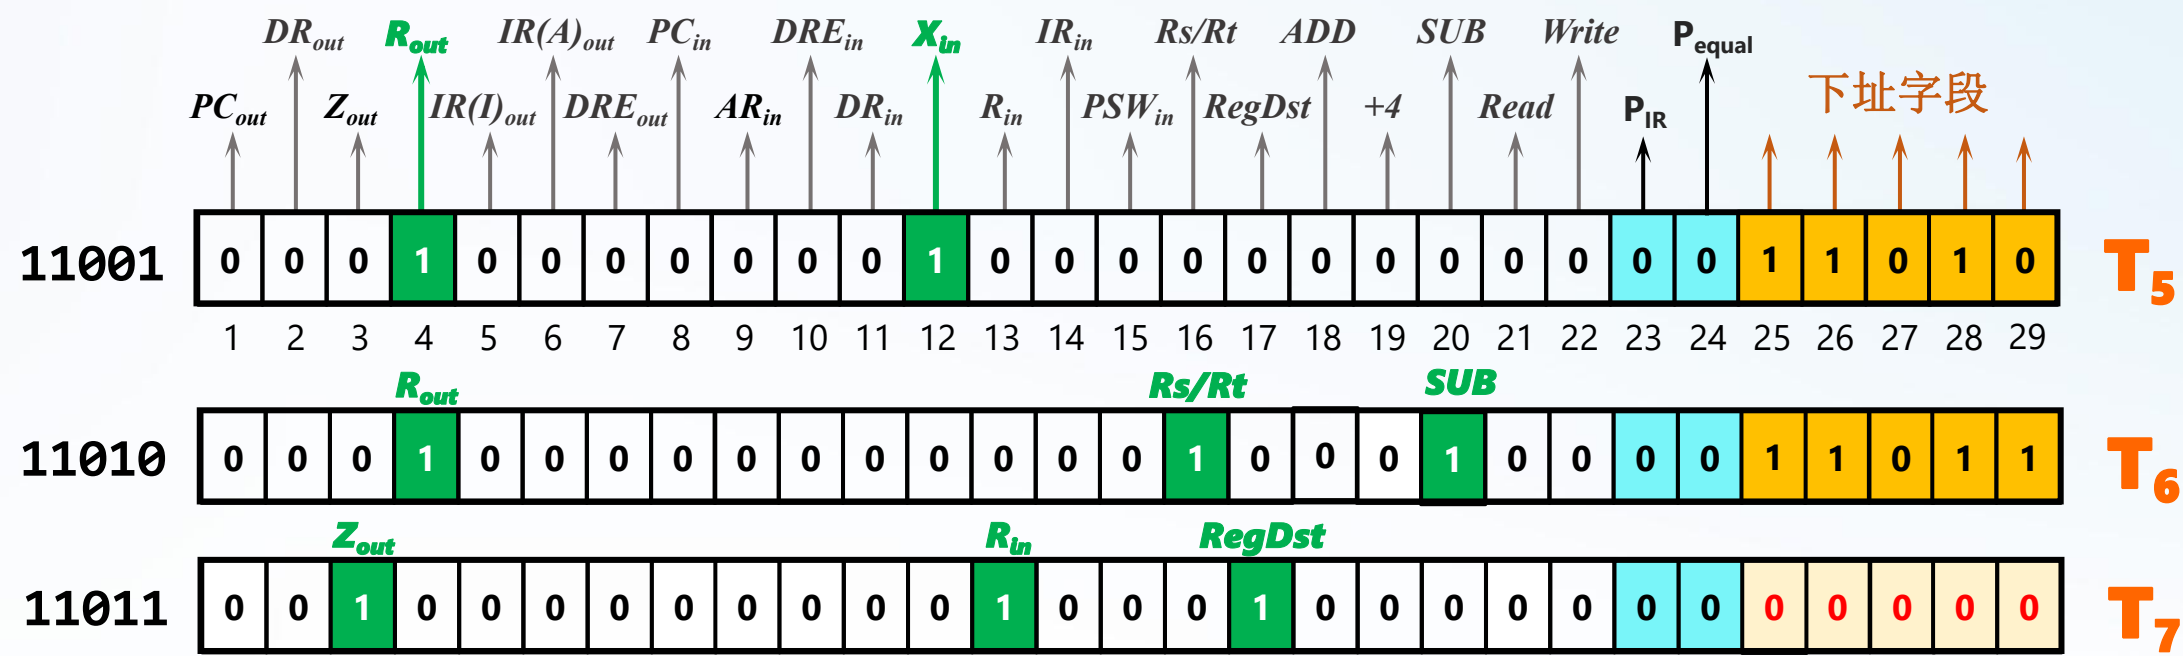 DRout Rout IR(A)out PCin DREin Xin IRin Rs/Rt ADD SUB Write Pequal
PCout Zout IR(I)out DREout ARin DRin Rin PSWin RegDst +4 Read PIR 下址字段
11001 0 0 0 1 0 0 0 0 0 0 0 1 0 0 0 0 0 0 0 0 0 0 0 0 1 1 0 1 0 T5
1 2 3 4 5 6 7 8 9 10 11 12 13 14 15 16 17 18 19 20 21 22 23 24 25 26 27 28 29
Rout Rs/Rt SUB
11010 0 0 0 1 0 0 0 0 0 0 0 0 0 0 0 1 0 0 0 1 0 0 0 0 1 1 0 1 1 T6
Zout Rin RegDst
11011 0 0 1 0 0 0 0 0 0 0 0 0 1 0 0 0 1 0 0 0 0 0 0 0 0 0 0 0 0 T7